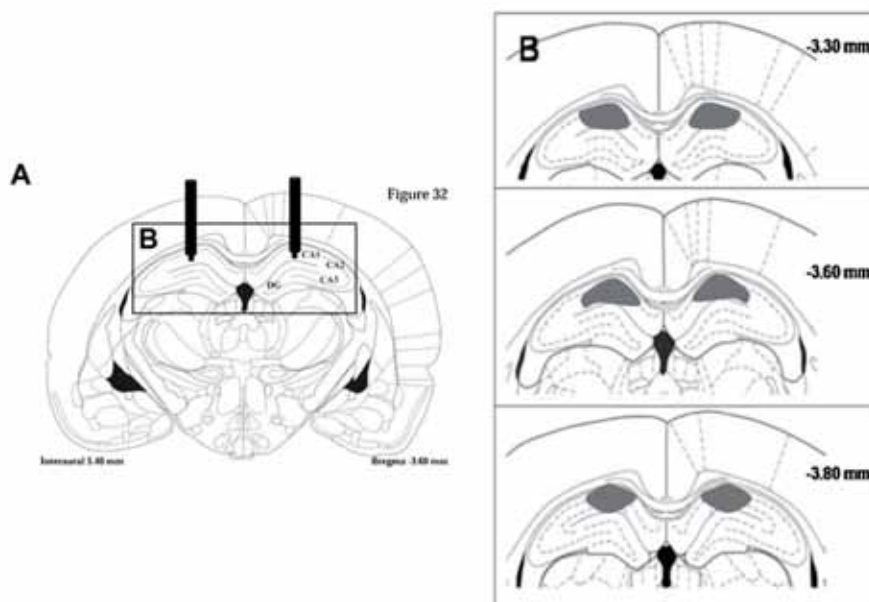 A
Figure 32
B
CA1
CA2
CA3
DG
Interaural 5.40 mm
Bregma -3.60 mm
B
-3.30 mm
-3.60 mm
-3.80 mm